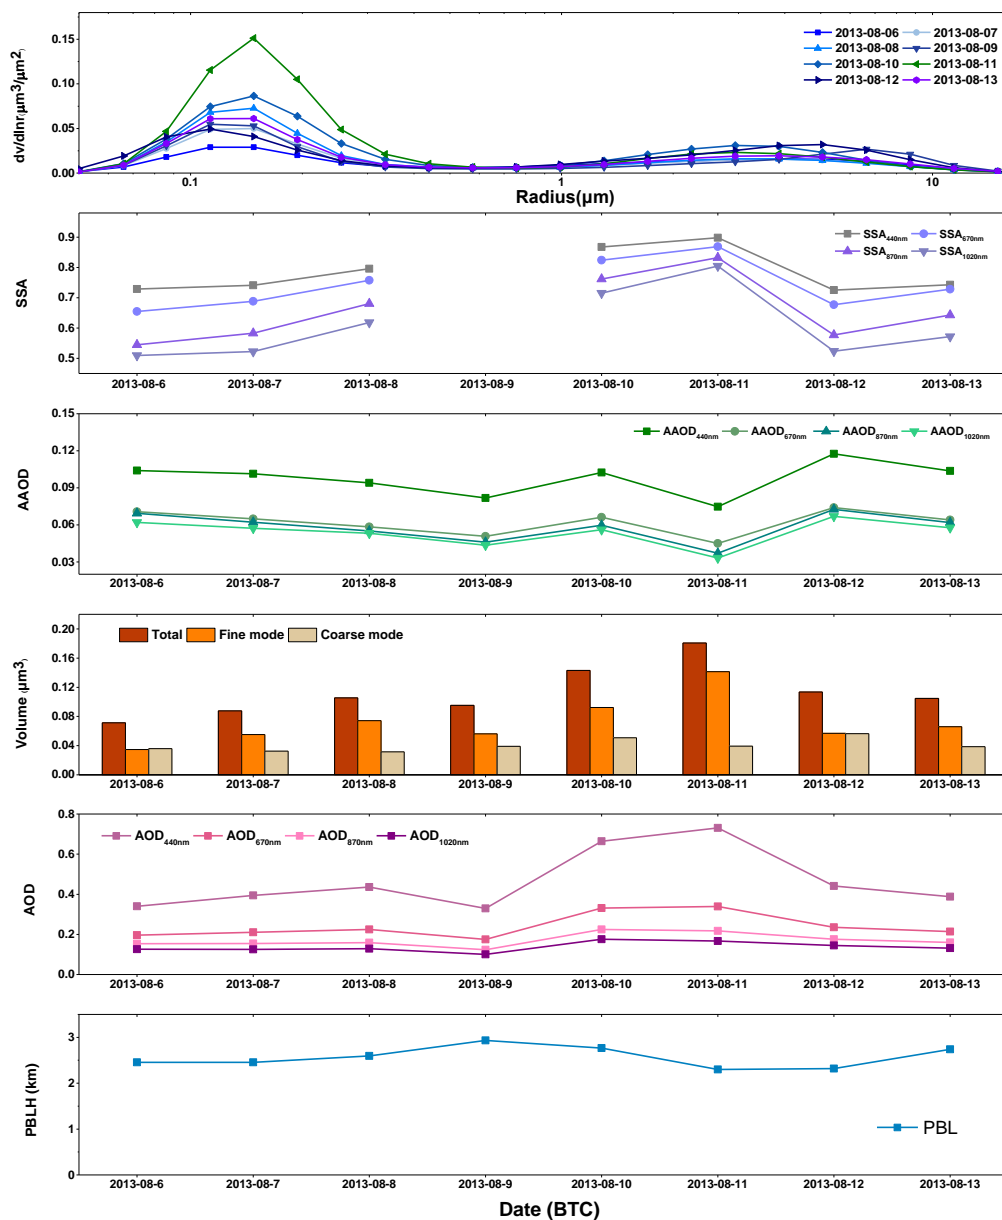 0.15
0.10
0.05
0.00
dv/dlnr(μm³/μm²)
2013-08-06 2013-08-07
2013-08-08 2013-08-09
2013-08-10 2013-08-11
2013-08-12 2013-08-13
0.1 1 10
Radius(μm)
0.9
0.8
0.7
0.6
0.5
SSA
SSA440nm SSA670nm
SSA870nm SSA1020nm
2013-08-6 2013-08-7 2013-08-8 2013-08-9 2013-08-10 2013-08-11 2013-08-12 2013-08-13
0.15
0.12
0.09
0.06
0.03
AAOD
AAOD440nm AAOD670nm AAOD870nm AAOD1020nm
2013-08-6 2013-08-7 2013-08-8 2013-08-9 2013-08-10 2013-08-11 2013-08-12 2013-08-13
0.20
0.16
0.12
0.08
0.04
0.00
Volume (μm3)
Total Fine mode Coarse mode
2013-08-6 2013-08-7 2013-08-8 2013-08-9 2013-08-10 2013-08-11 2013-08-12 2013-08-13
0.8
0.6
0.4
0.2
0.0
AOD
AOD440nm AOD670nm AOD870nm AOD1020nm
2013-08-6 2013-08-7 2013-08-8 2013-08-9 2013-08-10 2013-08-11 2013-08-12 2013-08-13
3
2
1
0
PBLH (km)
PBL
2013-08-6 2013-08-7 2013-08-8 2013-08-9 2013-08-10 2013-08-11 2013-08-12 2013-08-13
Date (BTC)